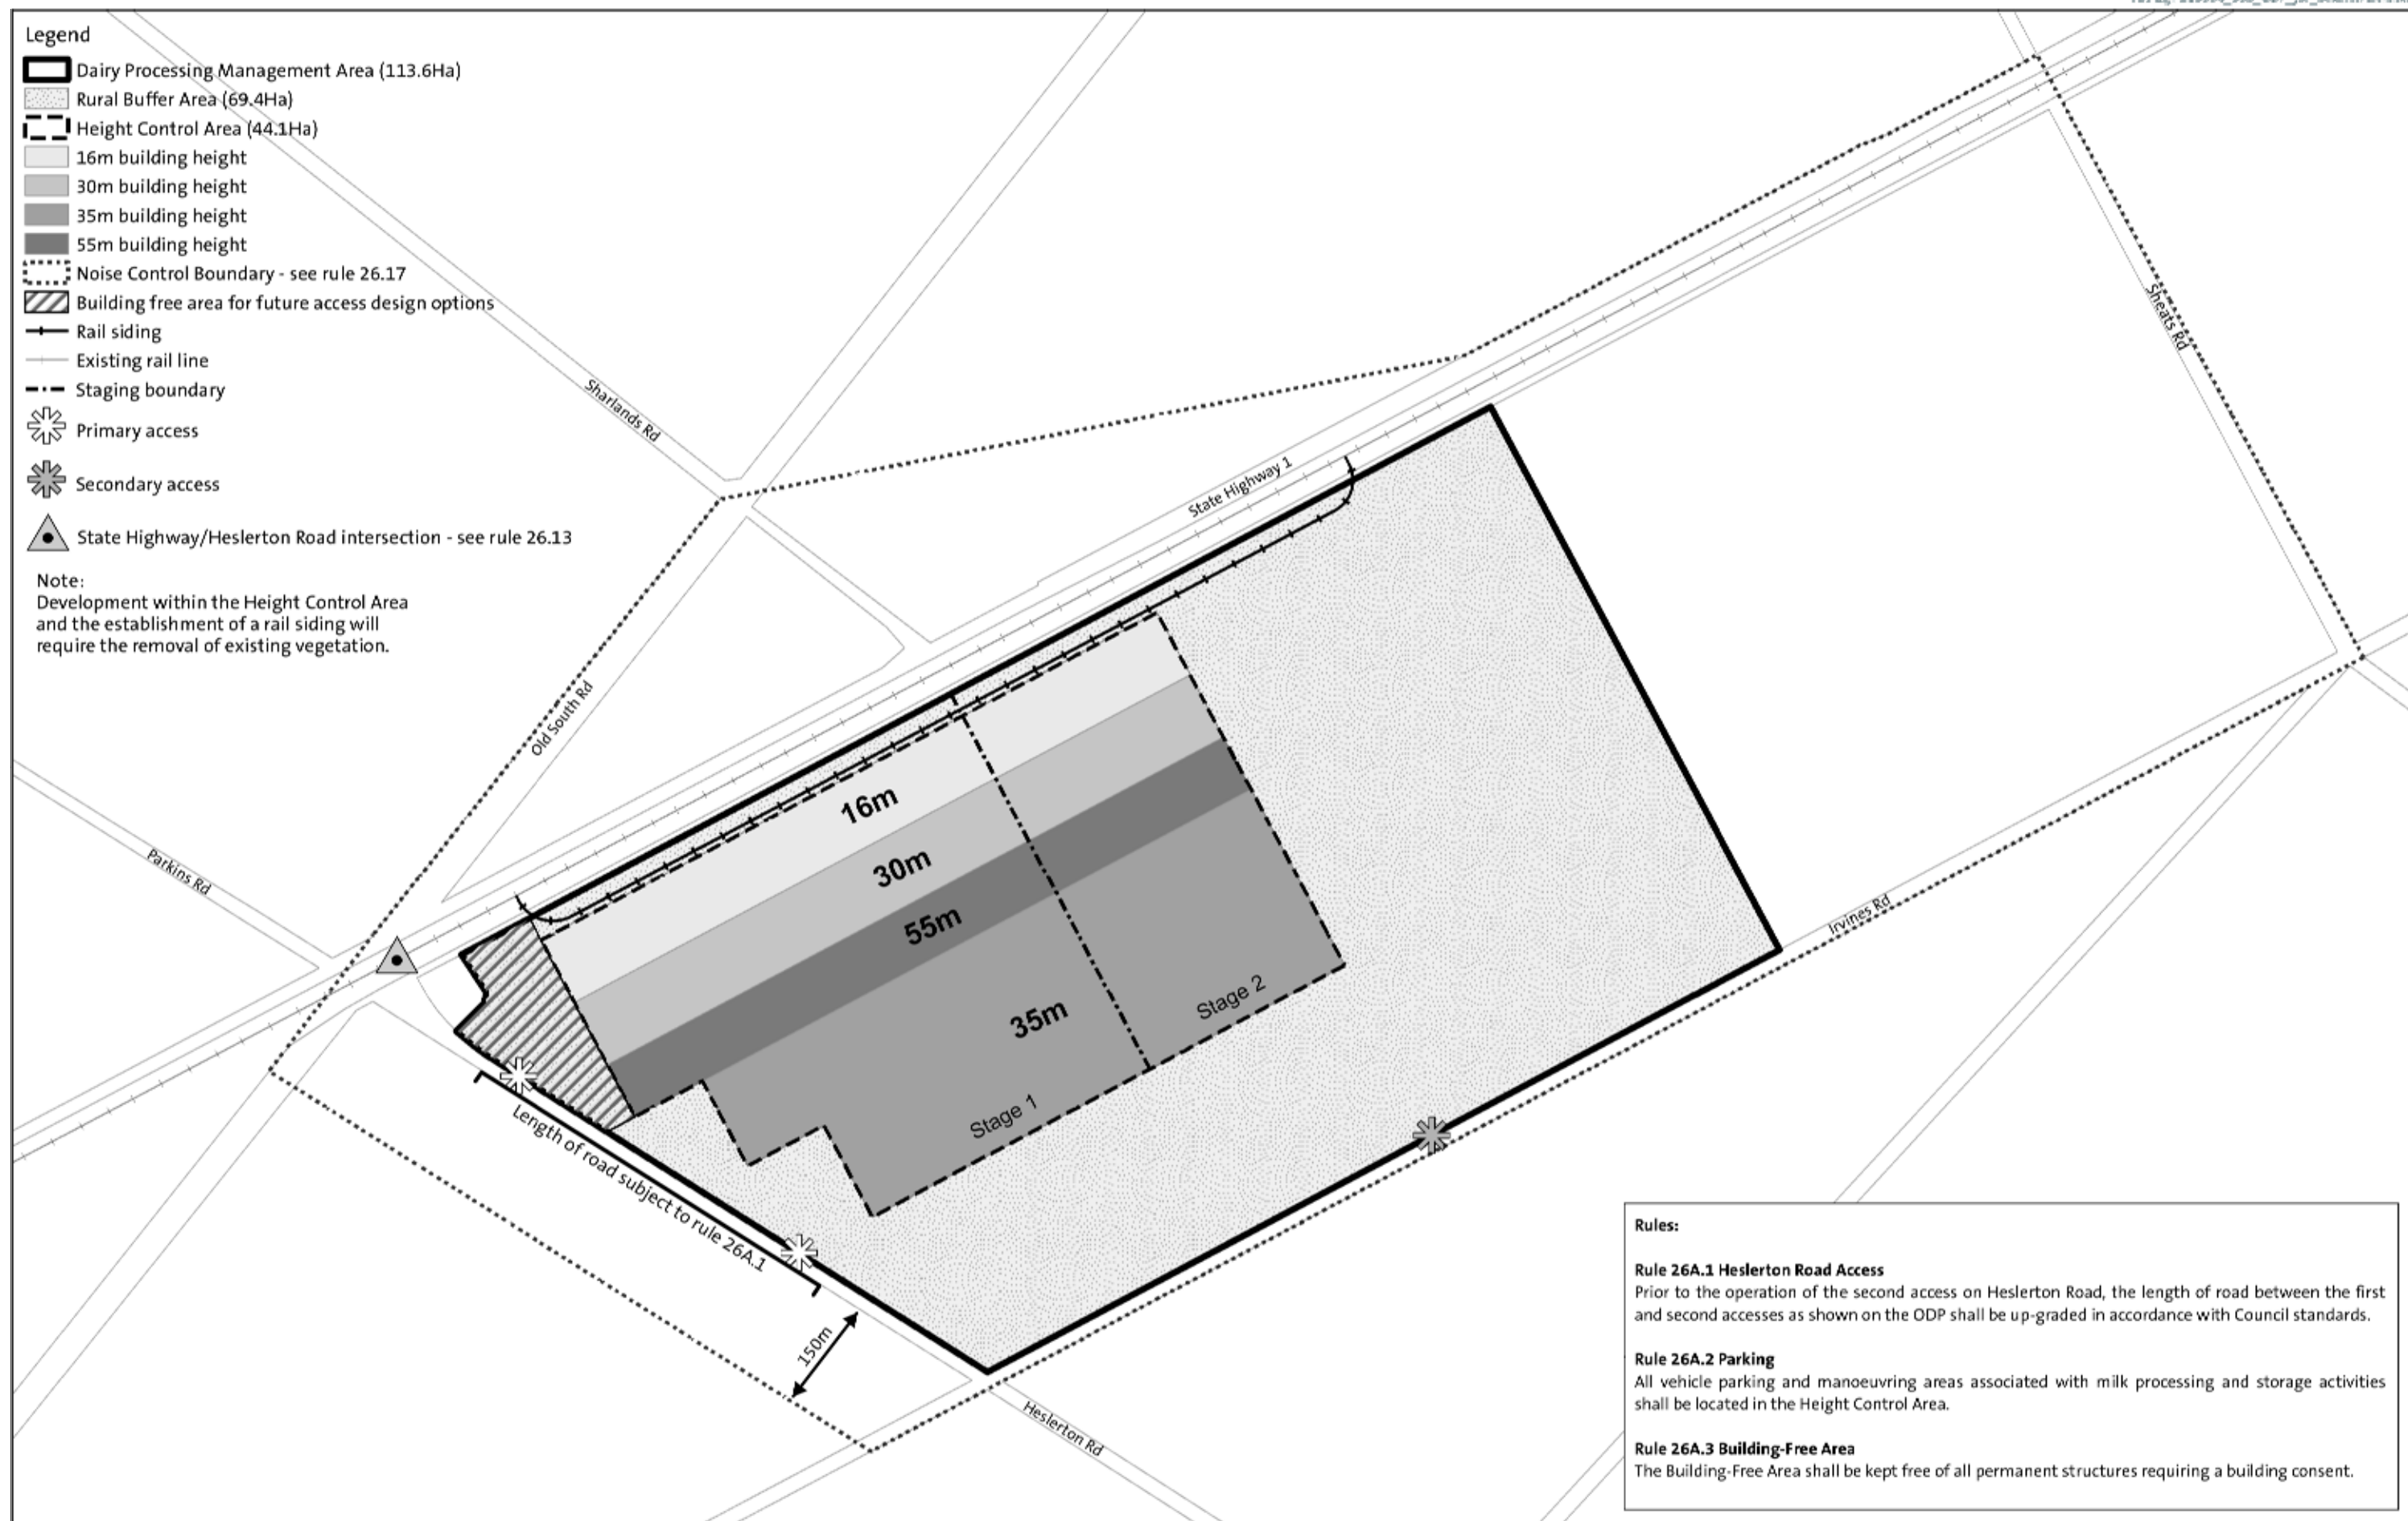 Legend
Dairy Processing Management Area (113.6Ha)
Rural Buffer Area (69.4Ha)
Height Control Area (44.1Ha)
16m building height
30m building height
35m building height
55m building height
Noise Control Boundary - see rule 26.17
Building free area for future access design options
Rail siding
Existing rail line
Staging boundary
Primary access
Secondary access
State Highway/Heslerton Road intersection - see rule 26.13
Note:
Development within the Height Control Area
and the establishment of a rail siding will
require the removal of existing vegetation.
Sharlands Rd
State Highway 1
Sheats Rd
Old South Rd
Parkins Rd
16m
30m
55m
35m
Stage 2
Stage 1
Irvines Rd
Length of road subject to rule 26A.1
150m
Heslerton Rd
Rules:
Rule 26A.1 Heslerton Road Access
Prior to the operation of the second access on Heslerton Road, the length of road between the first
and second accesses as shown on the ODP shall be up-graded in accordance with Council standards.
Rule 26A.2 Parking
All vehicle parking and manoeuvring areas associated with milk processing and storage activities
shall be located in the Height Control Area.
Rule 26A.3 Building-Free Area
The Building-Free Area shall be kept free of all permanent structures requiring a building consent.